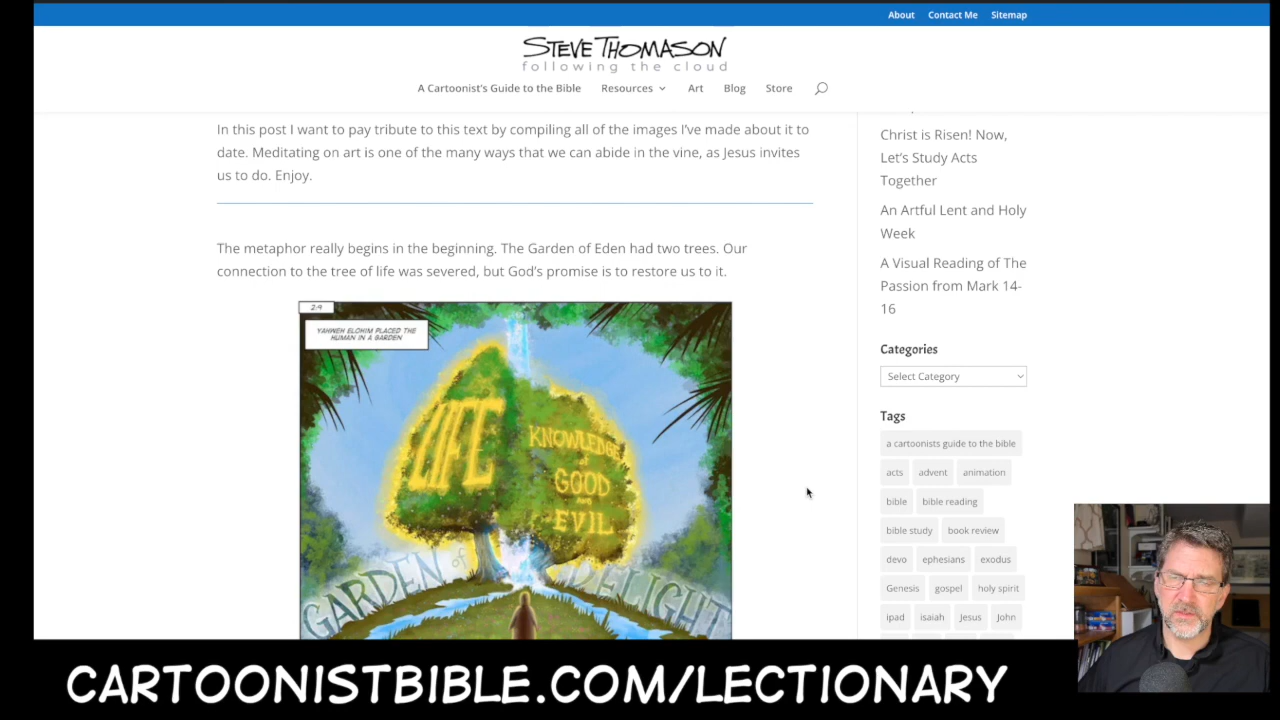 About Contact Me Sitemap
STEVE THOMASON
following the cloud
A Cartoonist's Guide to the Bible Resources Art Blog Store
In this post I want to pay tribute to this text by compiling all of the images I've made about it to
date. Meditating on art is one of the many ways that we can abide in the vine, as Jesus invites
us to do. Enjoy.
The metaphor really begins in the beginning. The Garden of Eden had two trees. Our
connection to the tree of life was severed, but God's promise is to restore us to it.
2:9
YAHWEH ELOHIM PLACED THE
HUMAN IN A GARDEN
LIFE
KNOWLEDGE
of
GOOD
AND
EVIL
GARDEN of DELIGHT
Christ is Risen! Now,
Let's Study Acts
Together
An Artful Lent and Holy
Week
A Visual Reading of The
Passion from Mark 14-
16
Categories
Select Category
Tags
a cartoonists guide to the bible
acts advent animation
bible bible reading
bible study book review
devo ephesians exodus
Genesis gospel holy spirit
ipad isaiah Jesus John
CARTOONISTBIBLE.COM/LECTIONARY